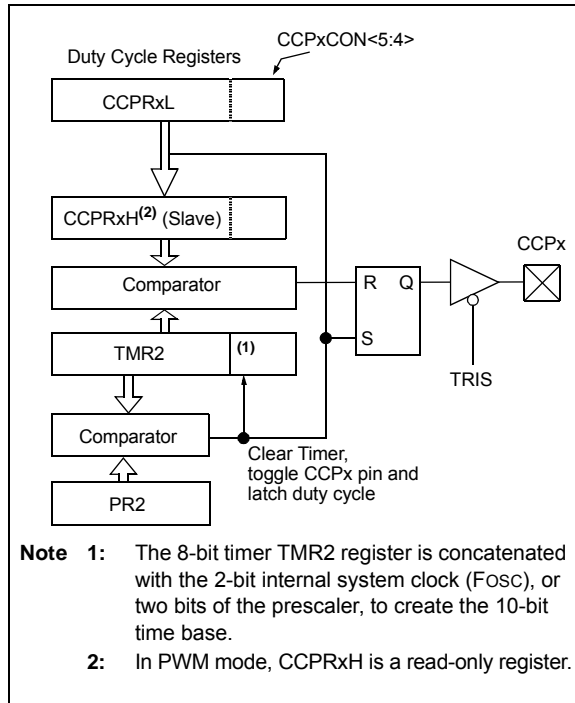 CCPxCON<5:4>
Duty Cycle Registers
CCPRxL
CCPRxH(2) (Slave)
CCPx
Comparator
R Q
S
TMR2
(1)
TRIS
Comparator
Clear Timer,
toggle CCPx pin and
latch duty cycle
PR2
Note 1: The 8-bit timer TMR2 register is concatenated
with the 2-bit internal system clock (FOSC), or
two bits of the prescaler, to create the 10-bit
time base.
2: In PWM mode, CCPRxH is a read-only register.